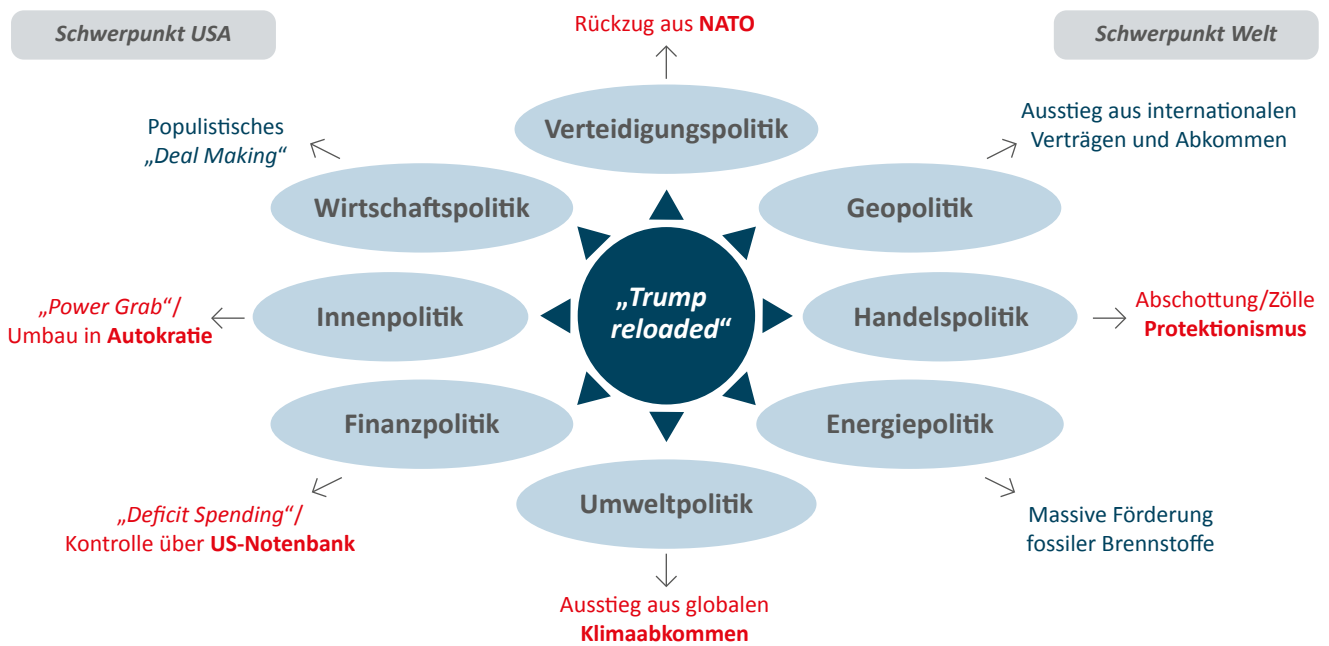 Schwerpunkt USA
Rückzug aus NATO
Schwerpunkt Welt
Verteidigungspolitik
Populistisches
„Deal Making“
Ausstieg aus internationalen
Verträgen und Abkommen
Wirtschaftspolitik
Geopolitik
„Power Grab“/
Umbau in Autokratie
Innenpolitik
„Trump
reloaded“
Handelspolitik
Abschottung/Zölle
Protektionismus
Finanzpolitik
Energiepolitik
„Deficit Spending“/
Kontrolle über US-Notenbank
Umweltpolitik
Massive Förderung
fossiler Brennstoffe
Ausstieg aus globalen
Klimaabkommen